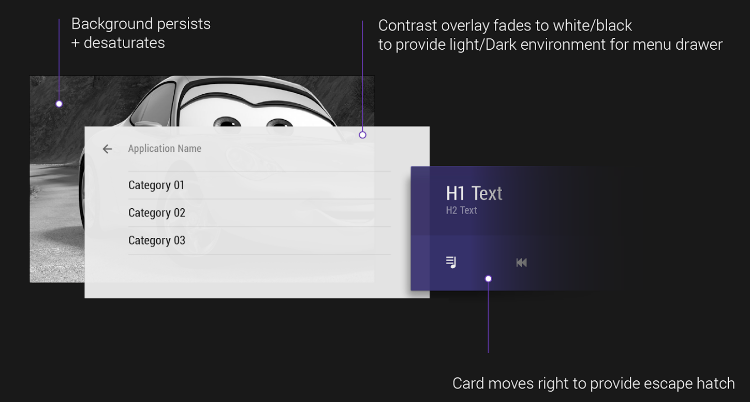 Background persists
+ desaturates
Contrast overlay fades to white/black
to provide light/Dark environment for menu drawer
Application Name
Category 01
Category 02
Category 03
H1 Text
H2 Text
Card moves right to provide escape hatch